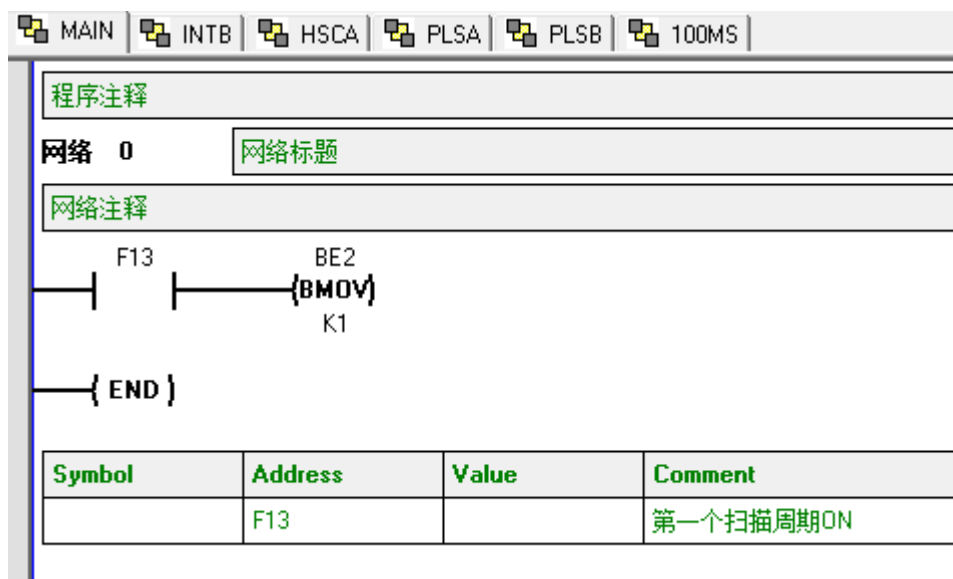 MAIN INTB HSCA PLSA PLSB 100MS
程序注释
网络 0 网络标题
网络注释
F13 BE2
(BMOV)
K1
( END )
Symbol Address Value Comment
F13 第一个扫描周期ON